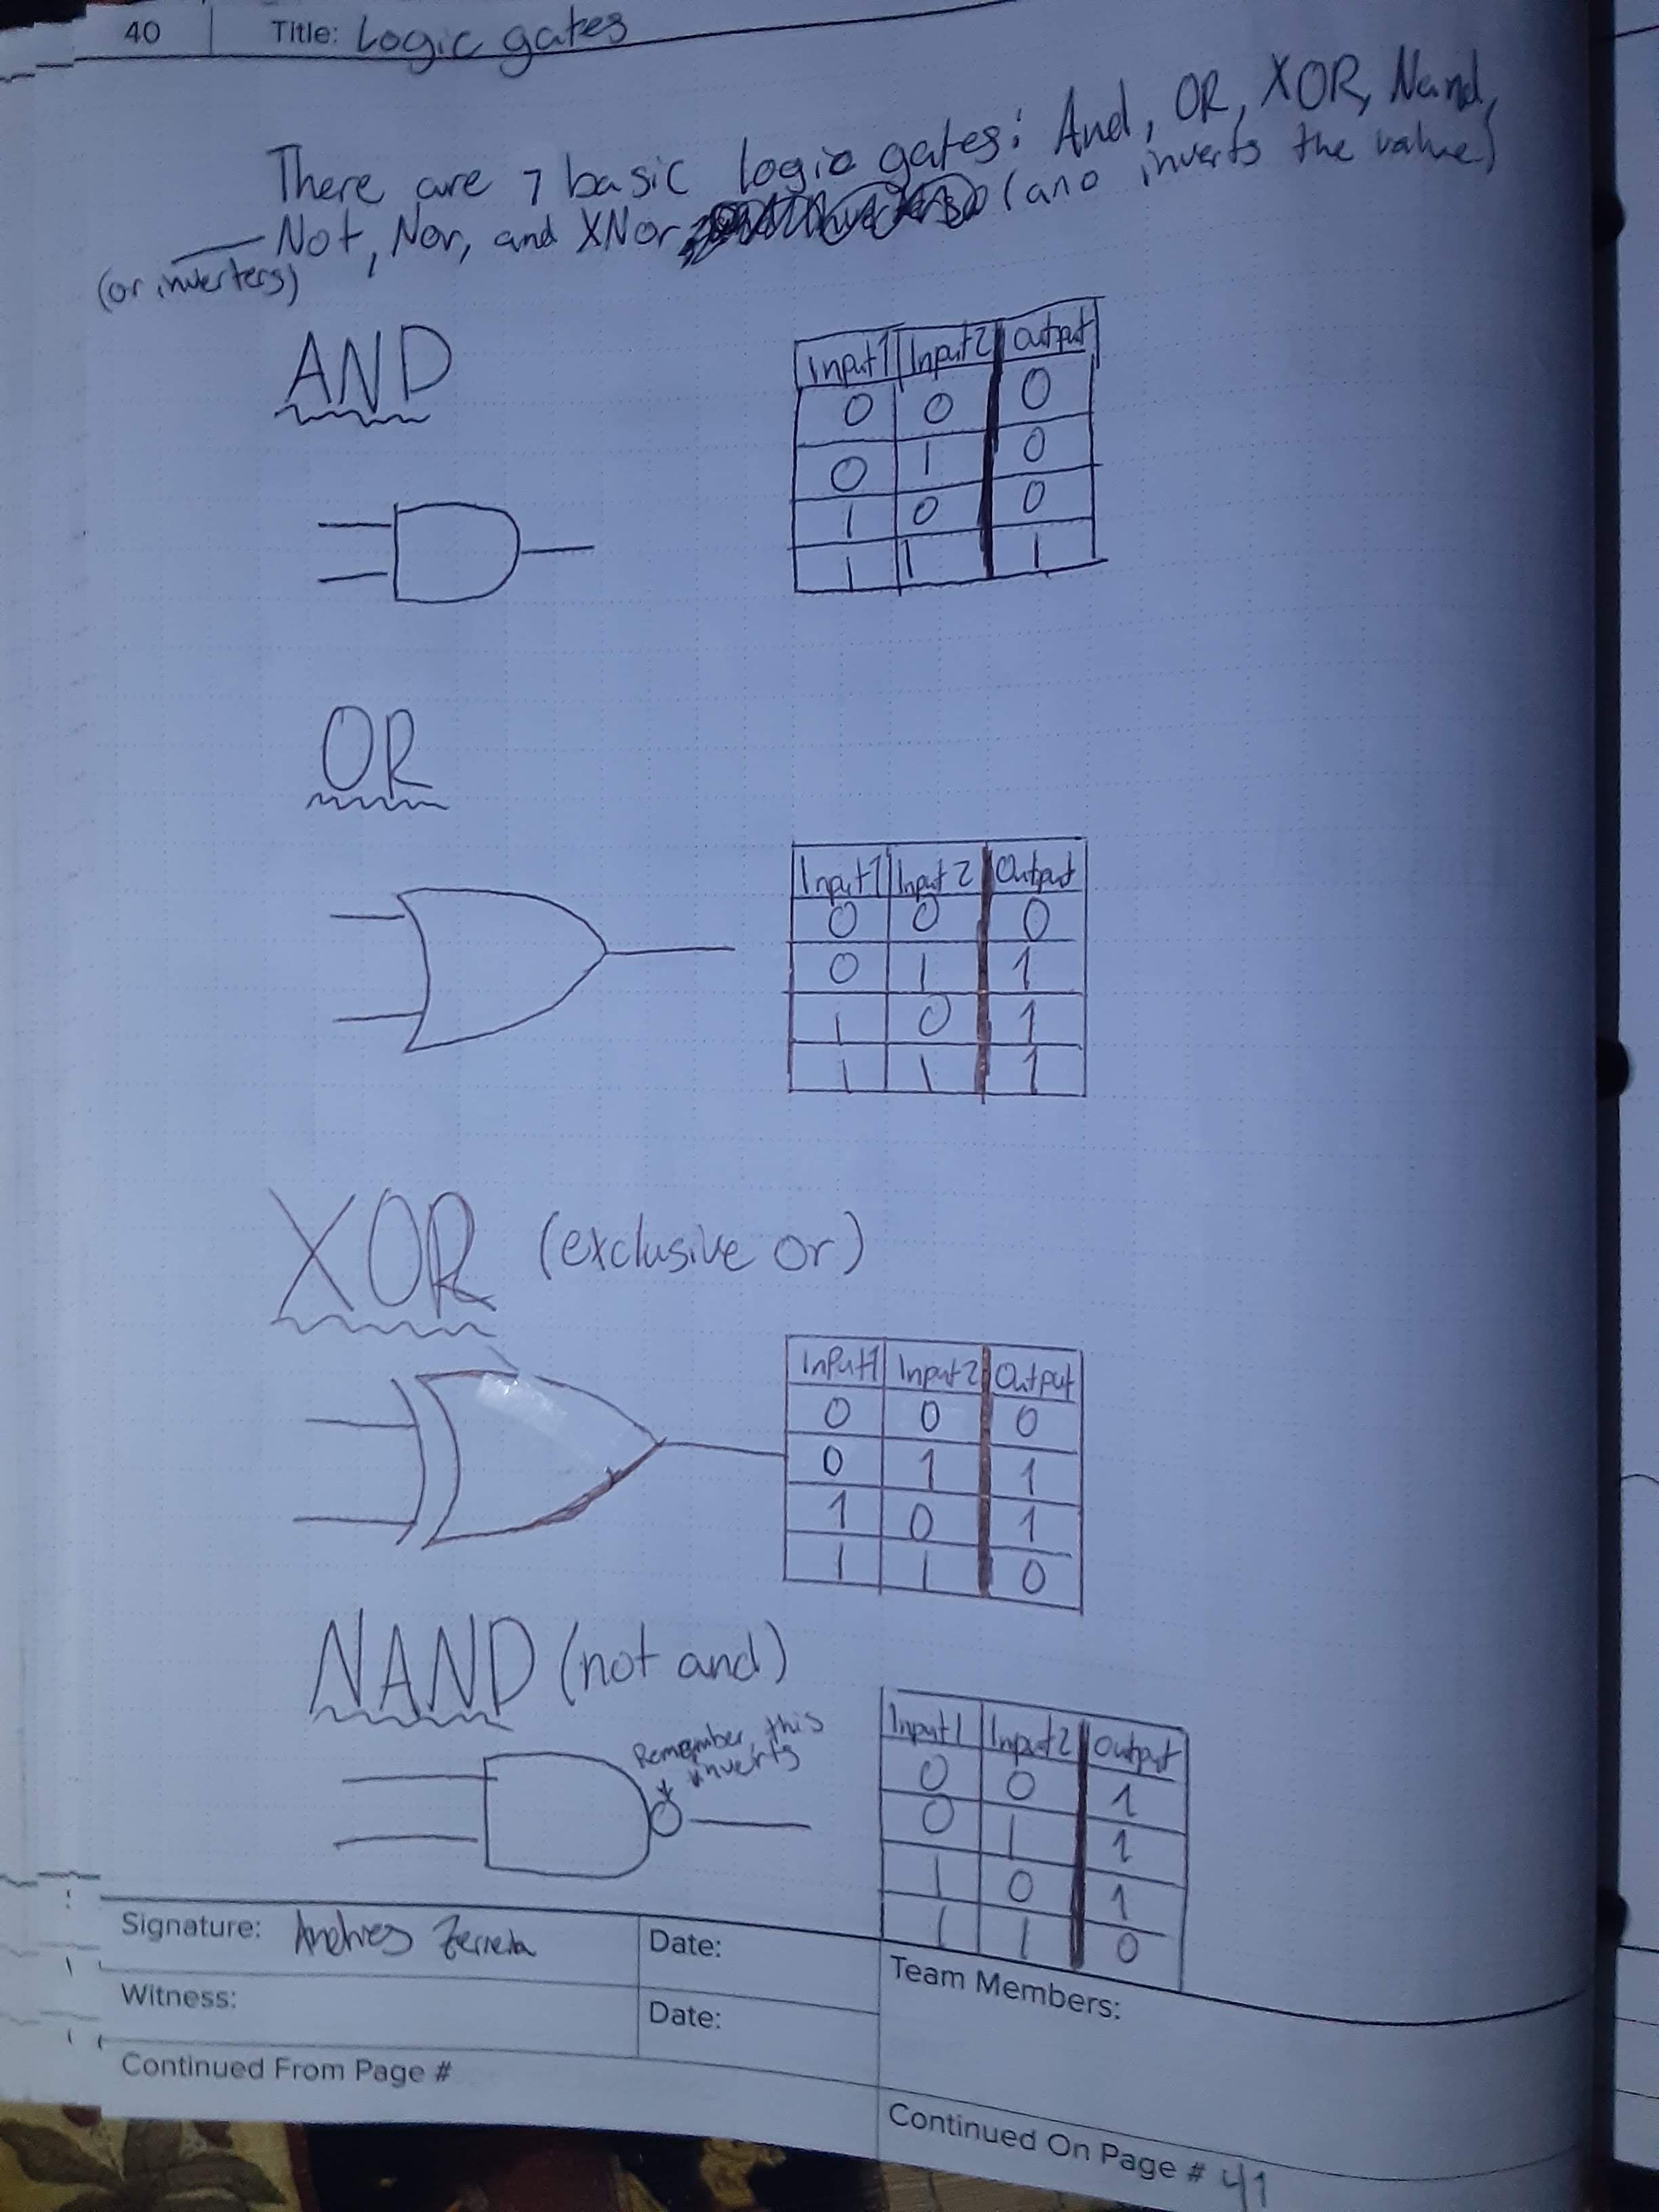 40 Title: Logic gates
There are 7 basic logic gates: And, OR, XOR, Nand,
Not, Nor, and XNor (ano inverts the value)
(or inverters)
AND
Input1 Input2 Output
0 0 0
0 1 0
1 0 0
1 1 1
OR
Input1 Input2 Output
0 0 0
0 1 1
1 0 1
1 1 1
XOR (exclusive or)
Input1 Input2 Output
0 0 0
0 1 1
1 0 1
1 1 0
NAND (not and)
Remember, this
inverts
Input1 Input2 Output
0 0 1
0 1 1
1 0 1
1 1 0
Signature: Andres
Date:
Team Members:
Witness:
Date:
Continued From Page #
Continued On Page # 41